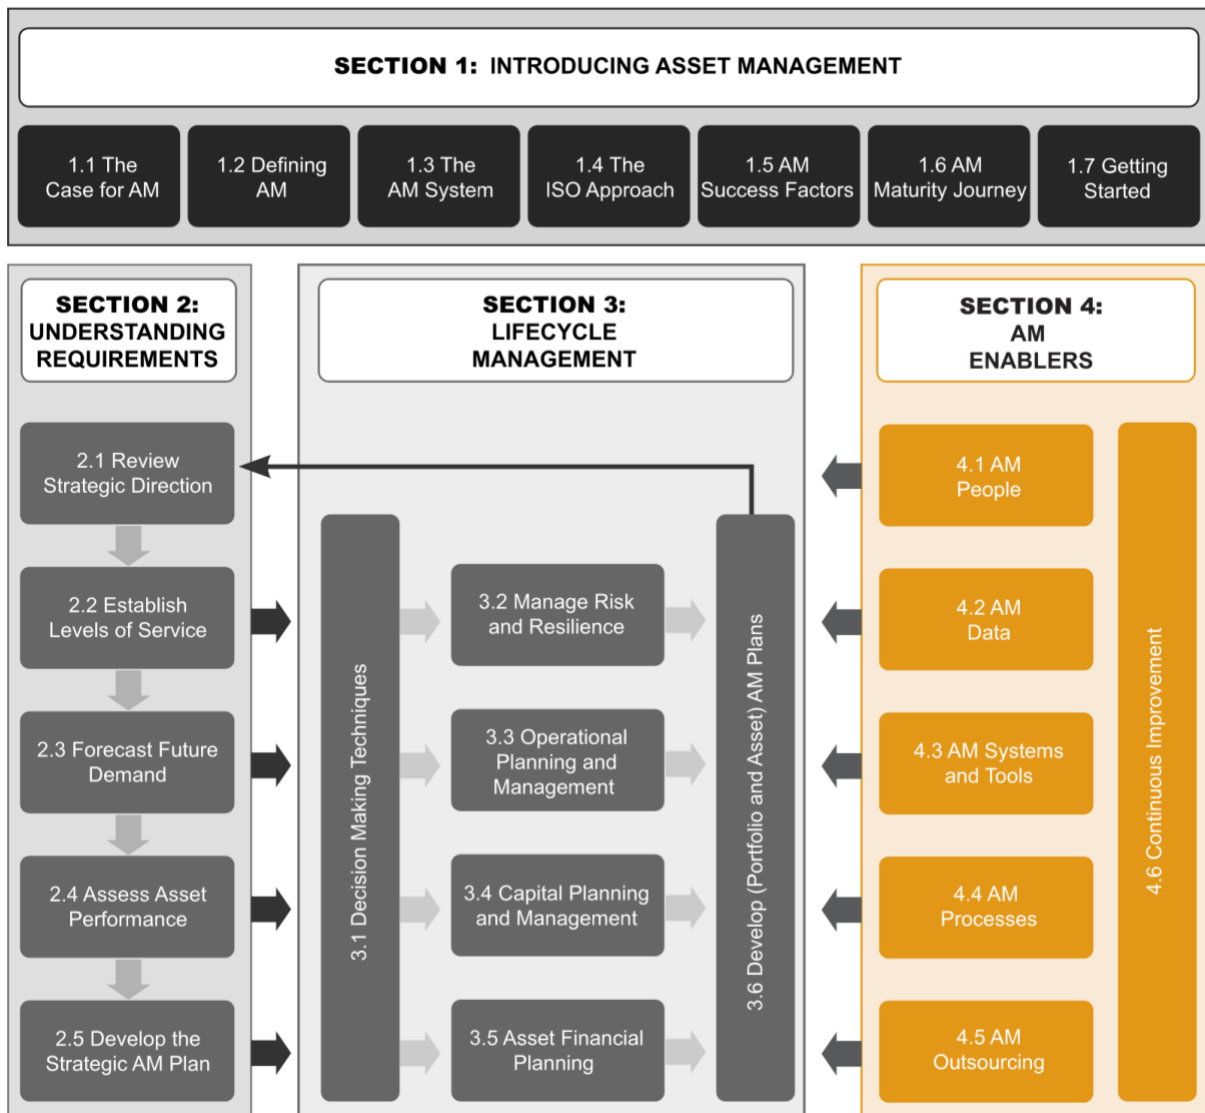 SECTION 1: INTRODUCING ASSET MANAGEMENT
1.1 The
Case for AM
1.2 Defining
AM
1.3 The
AM System
1.4 The
ISO Approach
1.5 AM
Success Factors
1.6 AM
Maturity Journey
1.7 Getting
Started
SECTION 2:
UNDERSTANDING
REQUIREMENTS
2.1 Review
Strategic Direction
2.2 Establish
Levels of Service
2.3 Forecast Future
Demand
2.4 Assess Asset
Performance
2.5 Develop the
Strategic AM Plan
SECTION 3:
LIFECYCLE
MANAGEMENT
3.1 Decision Making Techniques
3.2 Manage Risk
and Resilience
3.3 Operational
Planning and
Management
3.4 Capital Planning
and Management
3.5 Asset Financial
Planning
3.6 Develop (Portfolio and Asset) AM Plans
SECTION 4:
AM
ENABLERS
4.1 AM
People
4.2 AM
Data
4.3 AM Systems
and Tools
4.4 AM
Processes
4.5 AM
Outsourcing
4.6 Continuous Improvement